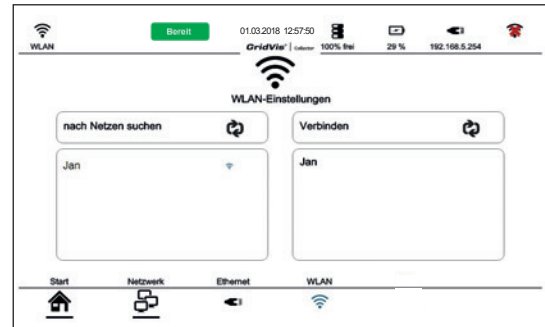 Bereit 01.03.2018 12:57:50
WLAN GridVis® | Collector 100% frei 29 % 192.168.5.254
WLAN-Einstellungen
nach Netzen suchen Verbinden
Jan Jan
Start Netzwerk Ethernet WLAN